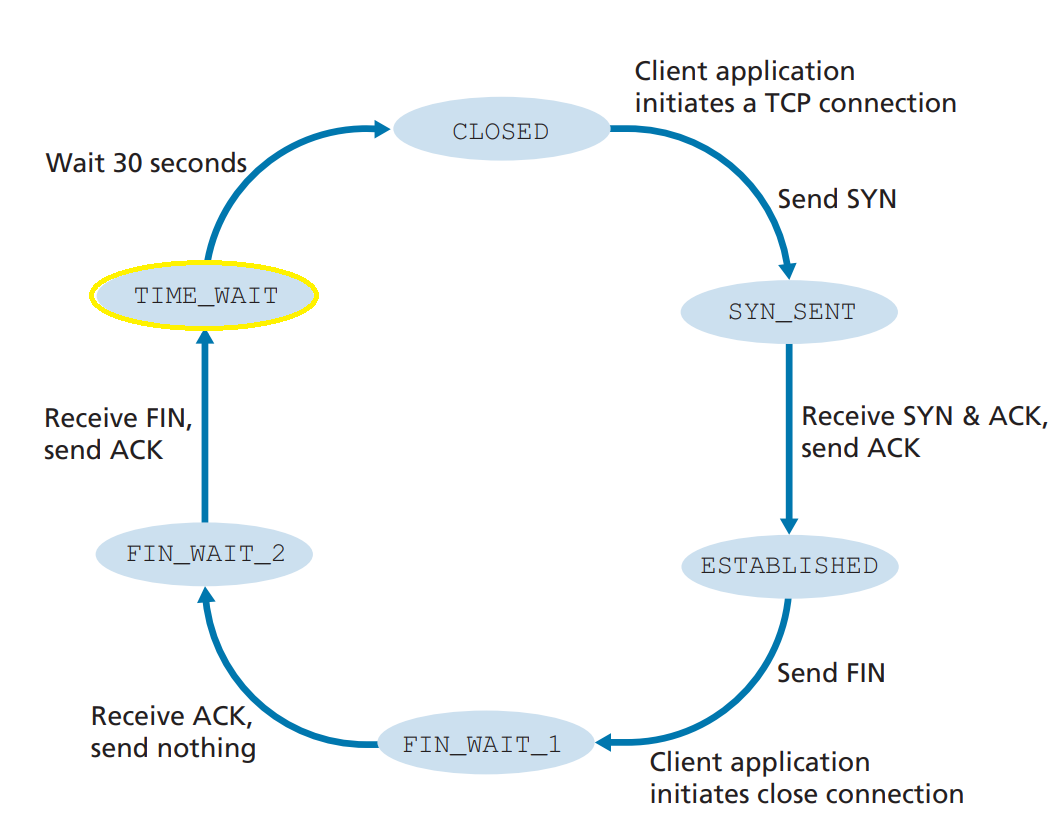 Client application
initiates a TCP connection
CLOSED
Wait 30 seconds
Send SYN
TIME_WAIT
SYN_SENT
Receive FIN,
send ACK
Receive SYN & ACK,
send ACK
FIN_WAIT_2
ESTABLISHED
Send FIN
Receive ACK,
send nothing
FIN_WAIT_1
Client application
initiates close connection